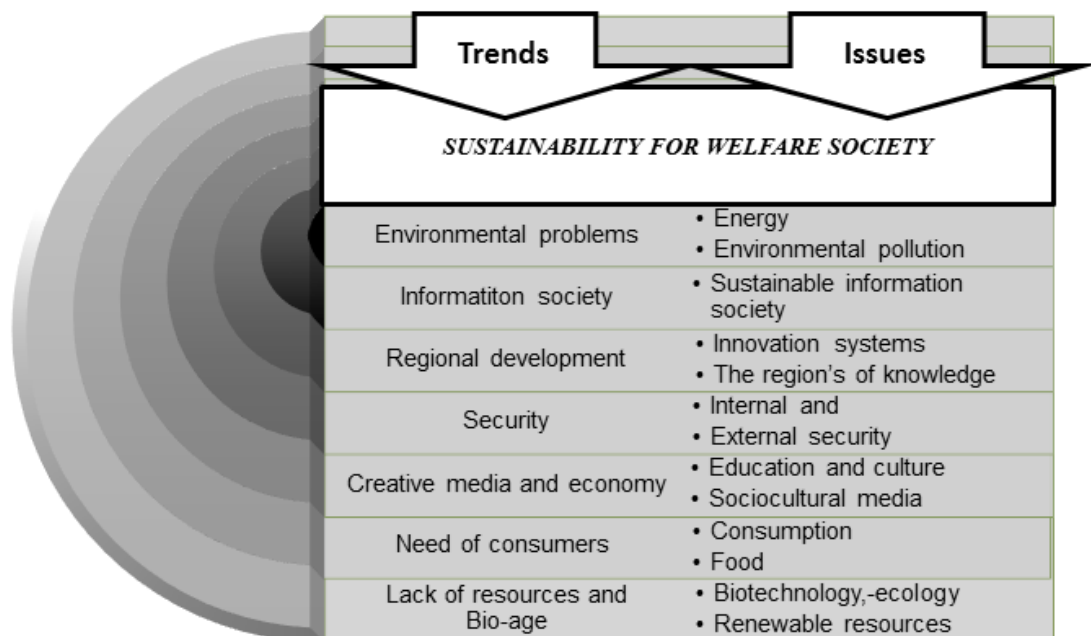 Trends
Issues
SUSTAINABILITY FOR WELFARE SOCIETY
Environmental problems
• Energy
• Environmental pollution
Informatiton society
• Sustainable information
society
Regional development
• Innovation systems
• The region's of knowledge
Security
• Internal and
• External security
Creative media and economy
• Education and culture
• Sociocultural media
Need of consumers
• Consumption
• Food
Lack of resources and
Bio-age
• Biotechnology,-ecology
• Renewable resources